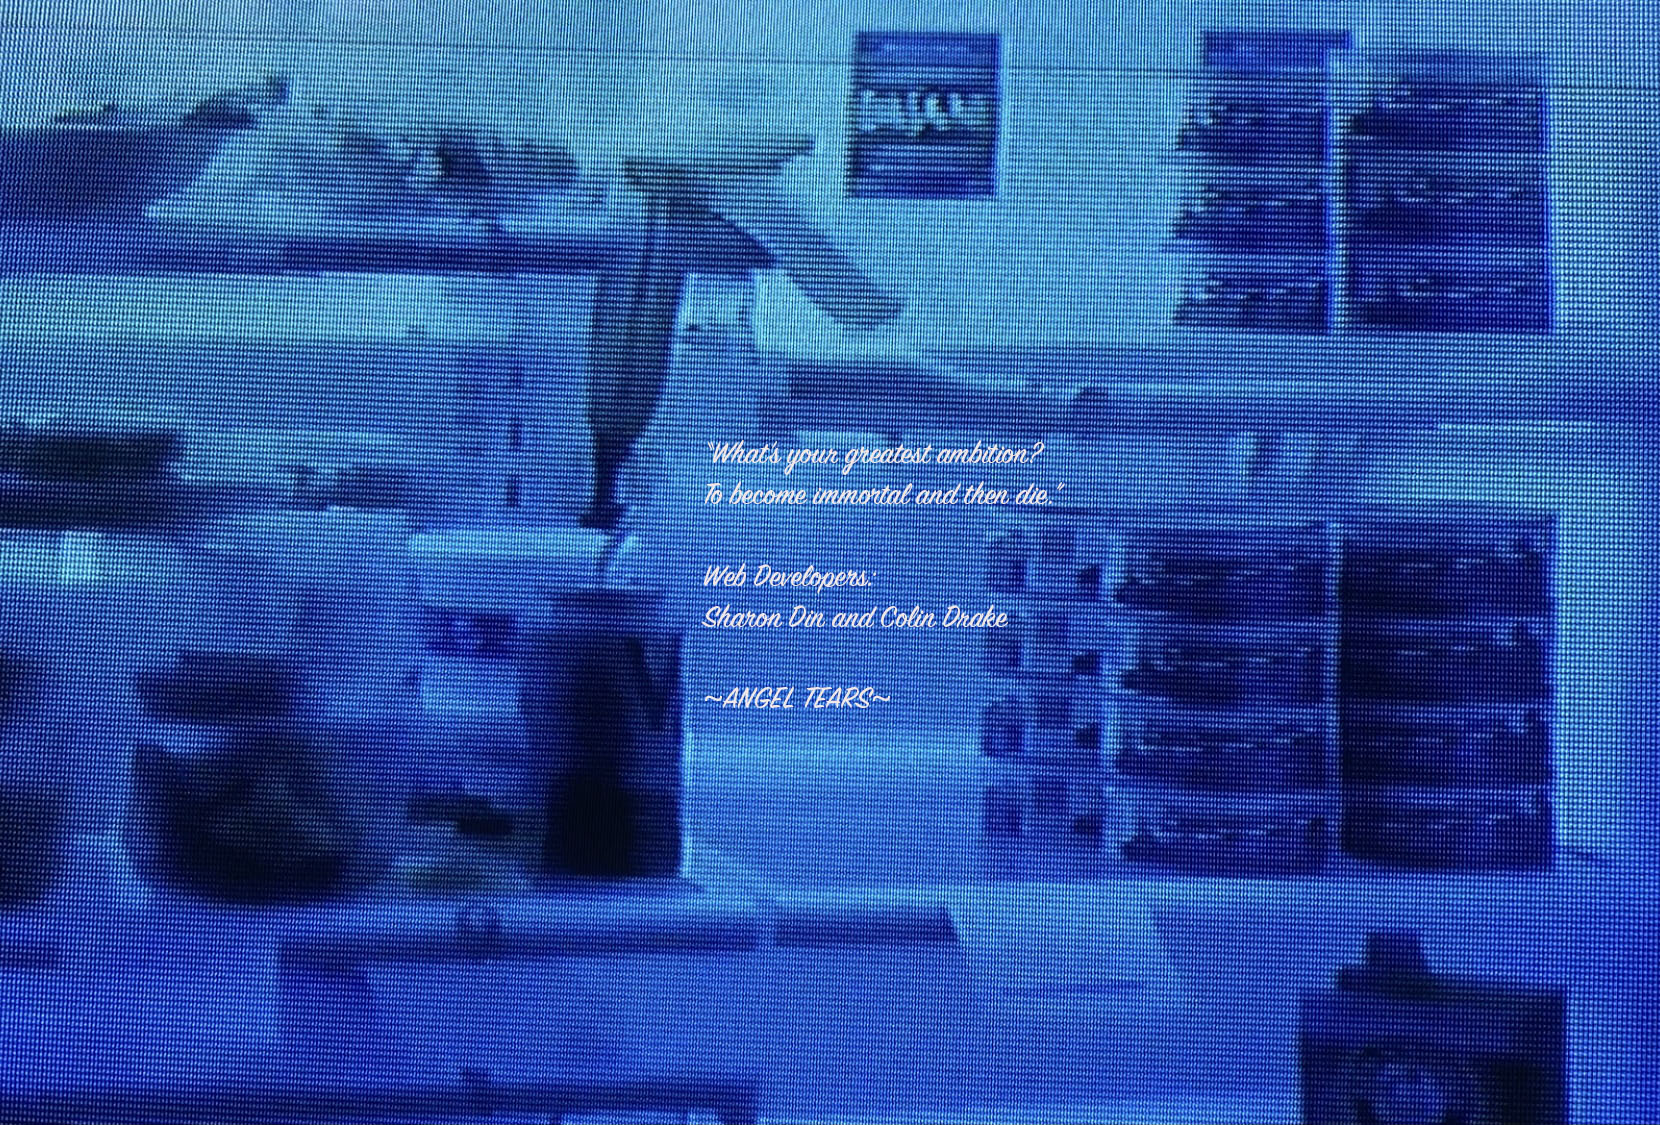 "What's your greatest ambition?
To become immortal and then die."
Web Developers:
Sharon Din and Colin Drake
~ANGEL TEARS~